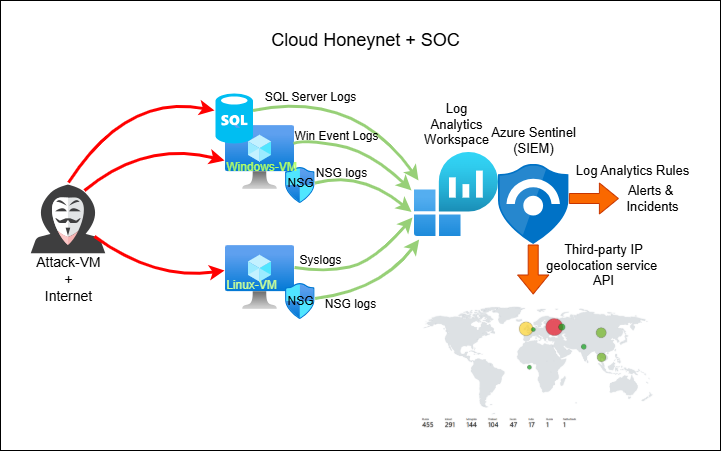 Cloud Honeynet + SOC
SQL Server Logs
SQL
Win Event Logs
Windows-VM
NSG
NSG logs
Log
Analytics
Workspace
Azure Sentinel
(SIEM)
Log Analytics Rules
Alerts &
Incidents
Attack-VM
+
Internet
Syslogs
Linux-VM
NSG
NSG logs
Third-party IP
geolocation service
API
455 291 144 104 47 17 1 1